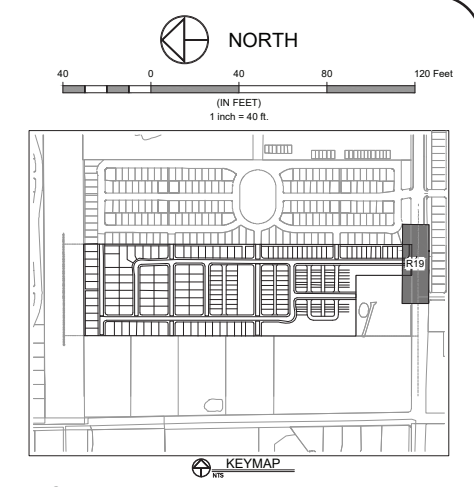 NORTH
40 0 40 80 120 Feet
(IN FEET)
1 inch = 40 ft.
R19
KEYMAP
NTS